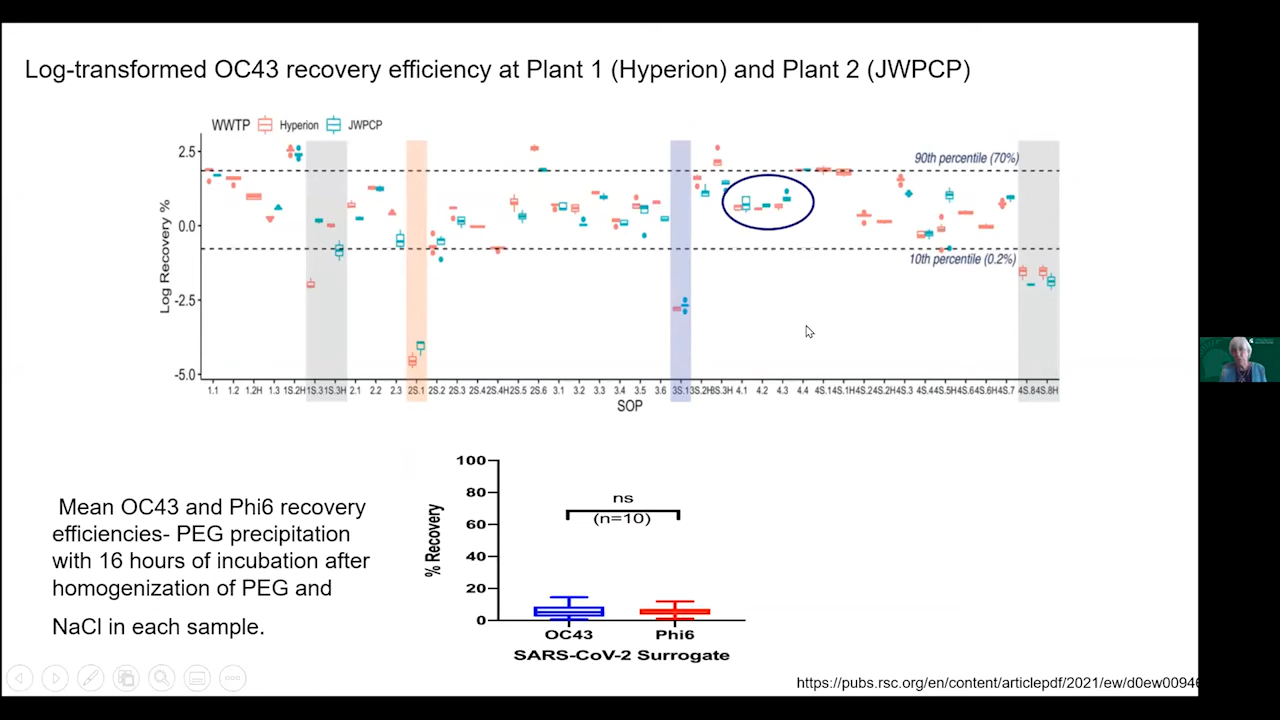 Log-transformed OC43 recovery efficiency at Plant 1 (Hyperion) and Plant 2 (JWPCP)
WWTP Hyperion JWPCP
90th percentile (70%)
10th percentile (0.2%)
Log Recovery %
2.5
0.0
-2.5
-5.0
1.1 1.2 1.2H 1.3 1S.2H 1S.3 1S.3H 2.1 2.2 2.3 2S.1 2S.2 2S.3 2S.4 2S.4H 2S.5 2S.6 3.1 3.2 3.3 3.4 3.5 3.6 3S.1 3S.2H 3S.3H 4.1 4.2 4.3 4.4 4S.1 4S.1H 4S.2 4S.2H 4S.3 4S.4 4S.5H 4S.6 4S.6H 4S.7 4S.8 4S.8H
SOP
Mean OC43 and Phi6 recovery
efficiencies- PEG precipitation
with 16 hours of incubation after
homogenization of PEG and
NaCl in each sample.
% Recovery
100
80
60
40
20
0
ns
(n=10)
OC43 Phi6
SARS-CoV-2 Surrogate
https://pubs.rsc.org/en/content/articlepdf/2021/ew/d0ew00946